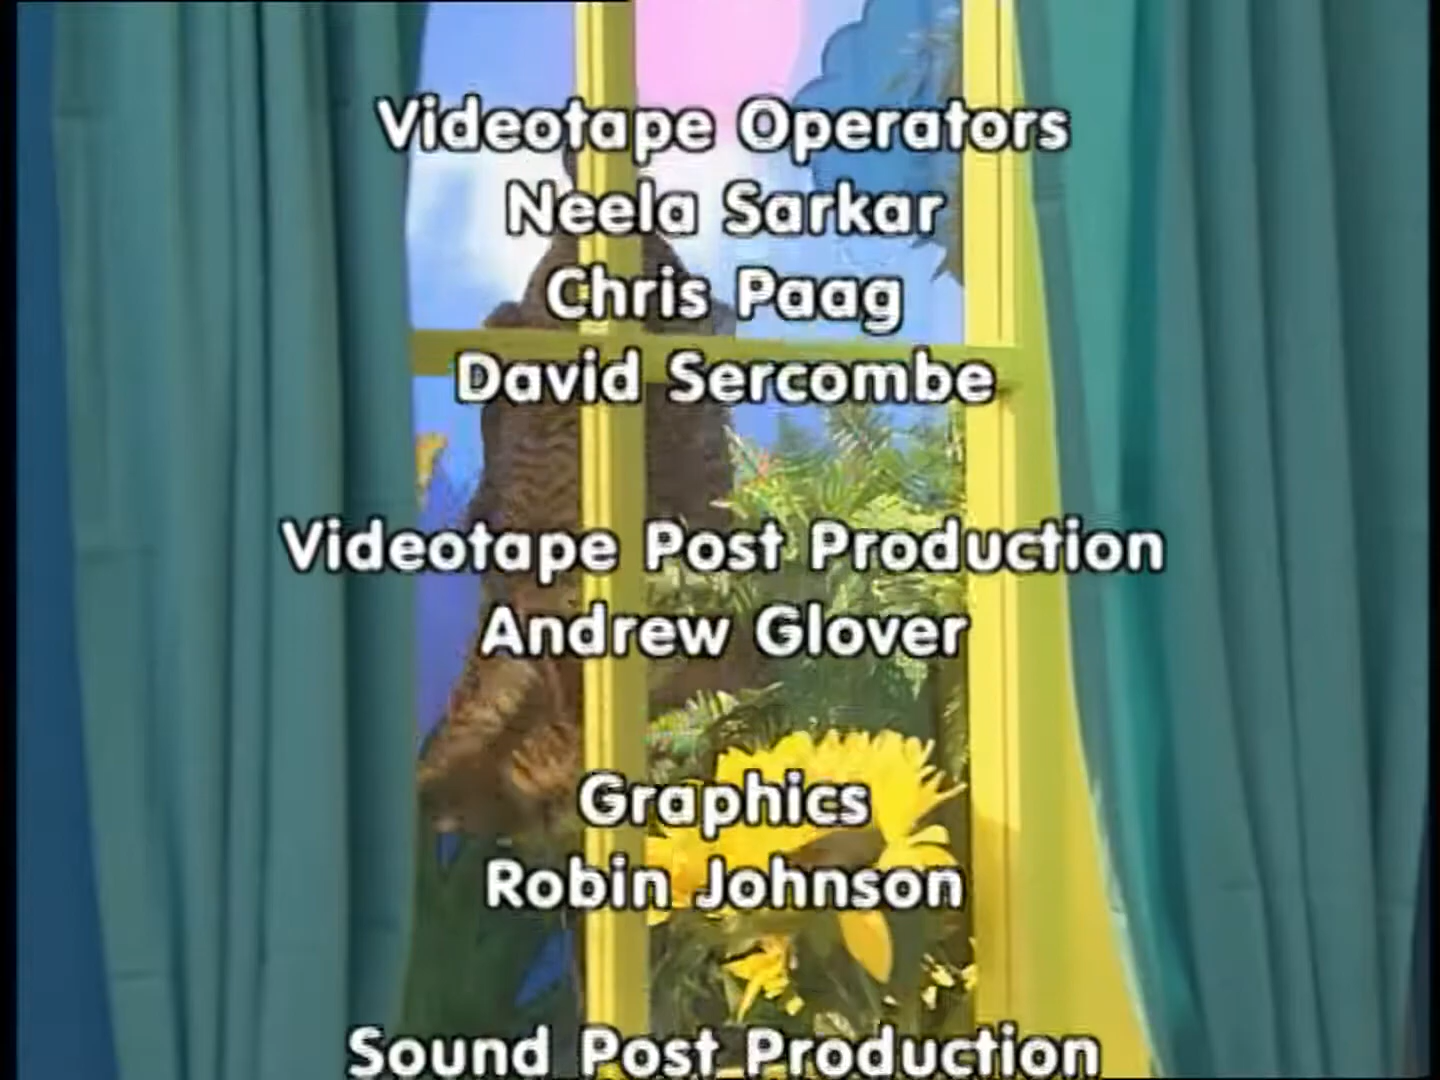 Videotape Operators
Neela Sarkar
Chris Paag
David Sercombe
Videotape Post Production
Andrew Glover
Graphics
Robin Johnson
Sound Post Production